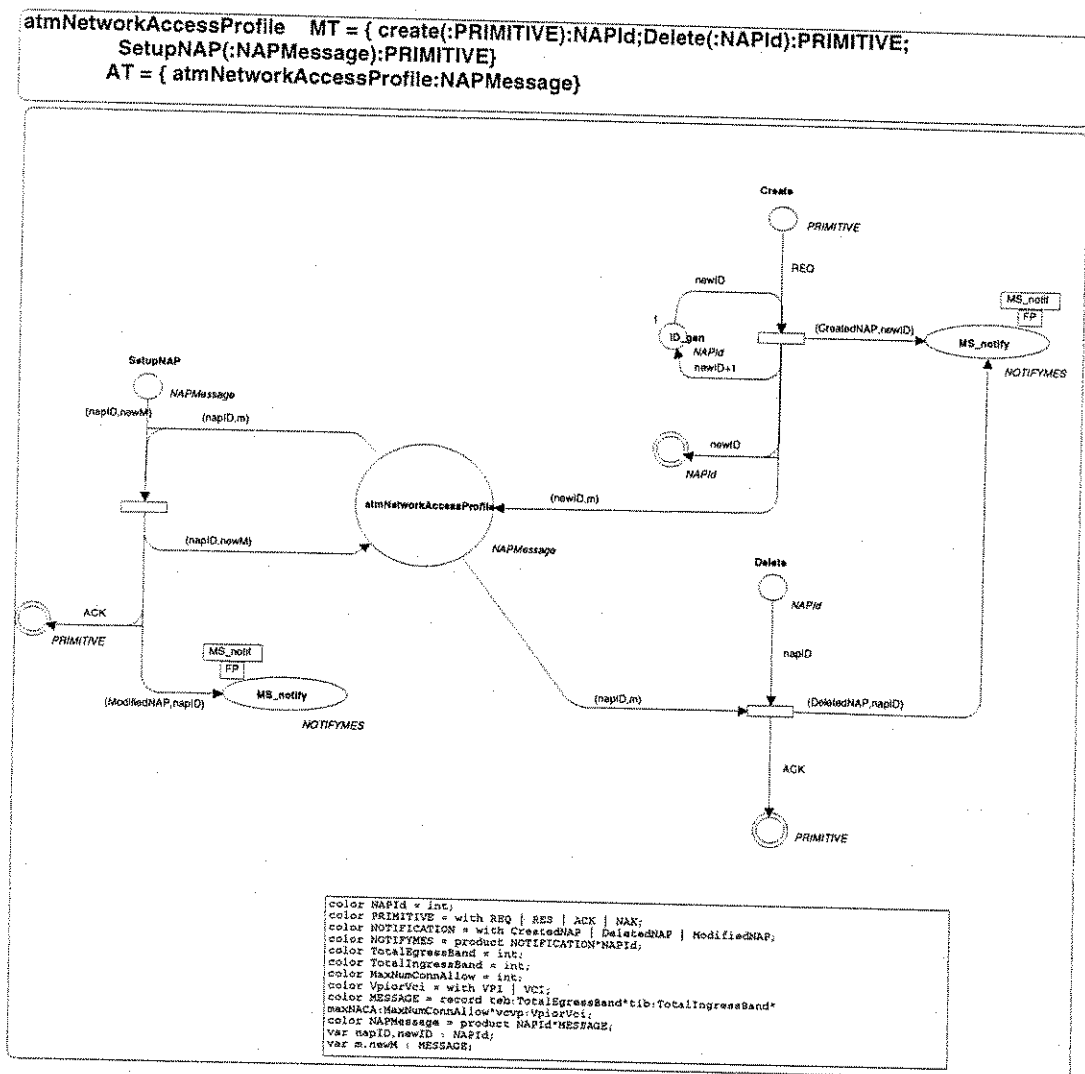 atmNetworkAccessProfile MT = { create(:PRIMITIVE):NAPId;Delete(:NAPId):PRIMITIVE;
SetupNAP(:NAPMessage):PRIMITIVE}
AT = { atmNetworkAccessProfile:NAPMessage}
Create
PRIMITIVE
REQ
newID
MS_notif
FP
1
ID_gen
NAPId
(CreatedNAP,newID)
MS_notify
NOTIFYMES
newID+1
SetupNAP
NAPMessage
(napID,newM)
(napID,m)
newID
NAPId
(newID,m)
atmNetworkAccessProfile
(napID,newM)
NAPMessage
Delete
NAPId
ACK
PRIMITIVE
napID
MS_notif
FP
MS_notify
(ModifiedNAP,napID)
NOTIFYMES
(napID,m)
(DeletedNAP,napID)
ACK
PRIMITIVE
color NAPId = int;
color PRIMITIVE = with REQ | RES | ACK | NAK;
color NOTIFICATION = with CreatedNAP | DeletedNAP | ModifiedNAP;
color NOTIFYMES = product NOTIFICATION*NAPId;
color TotalEgressBand = int;
color TotalIngressBand = int;
color MaxNumConnAllow = int;
color VpiorVci = with VPI | VCI;
color MESSAGE = record teb:TotalEgressBand*tib:TotalIngressBand*
maxNACA:MaxNumConnAllow*vcvp:VpiorVci;
color NAPMessage = product NAPId*MESSAGE;
var napID,newID : NAPId;
var m,newM : MESSAGE;